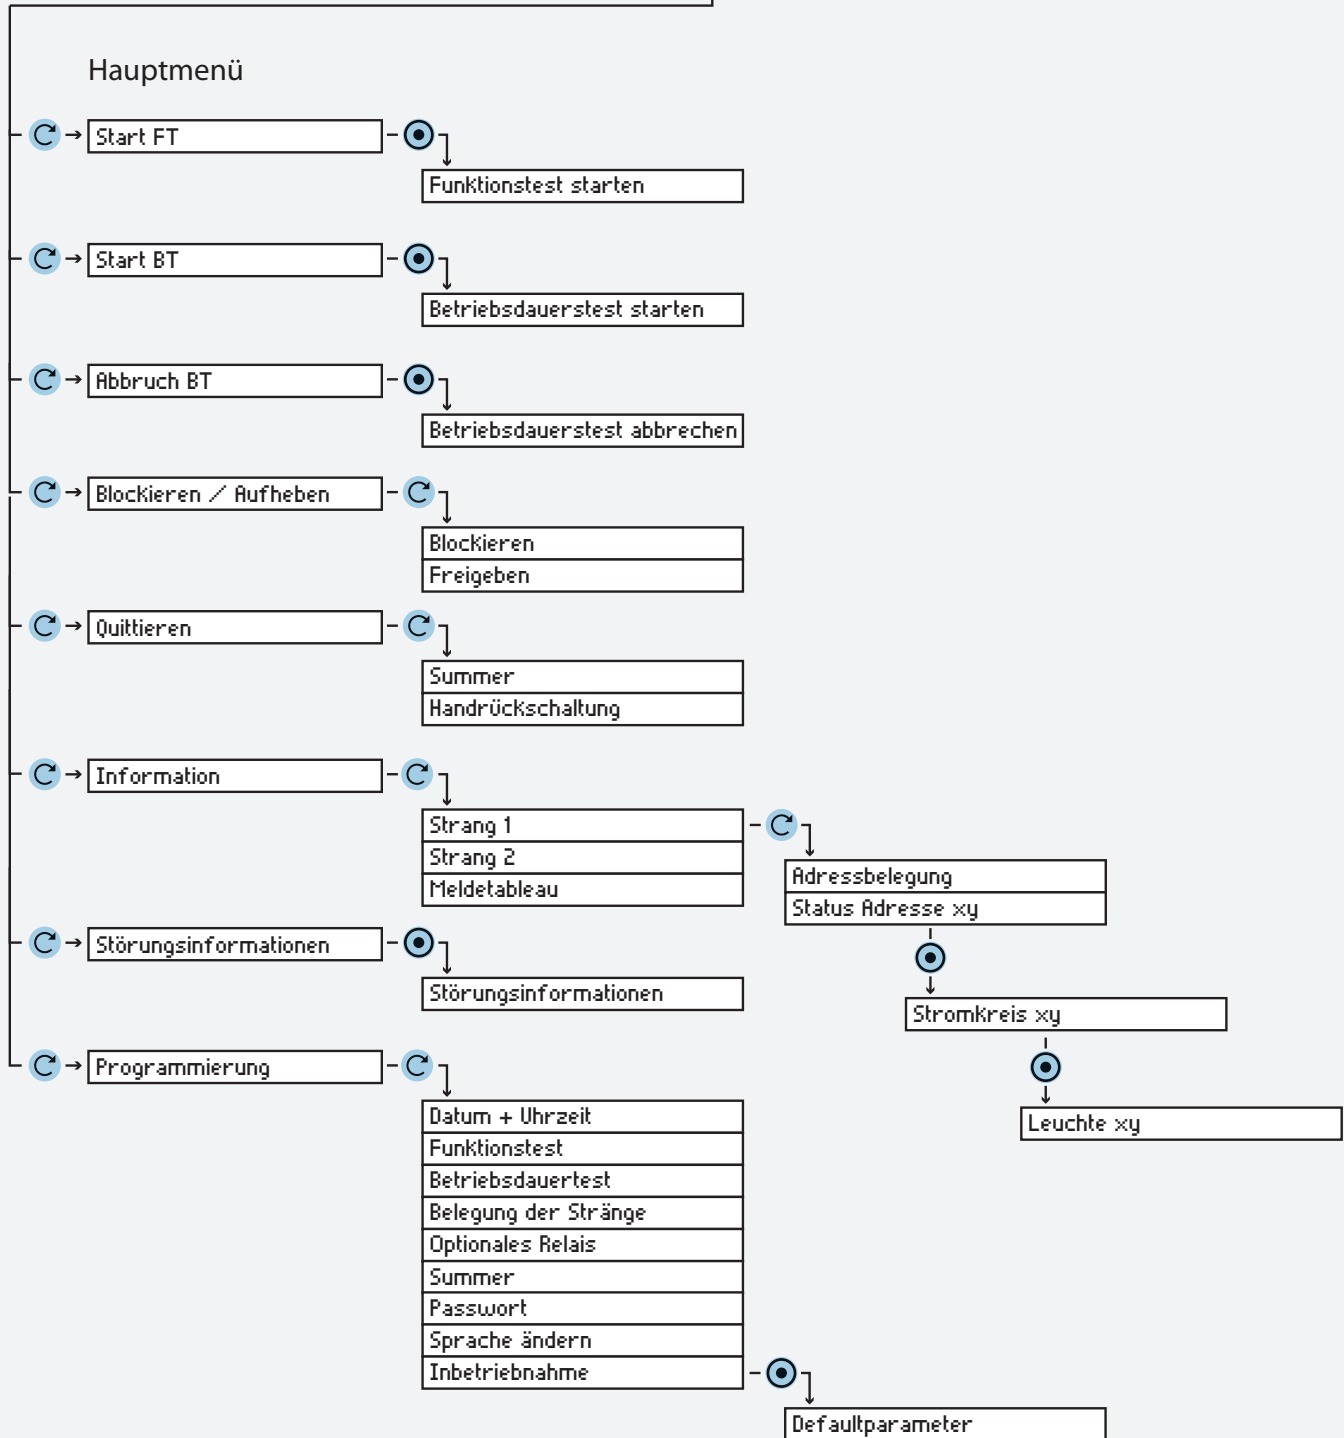 Hauptmenü
Start FT
Funktionstest starten
Start BT
Betriebsdauerstest starten
Abbruch BT
Betriebsdauerstest abbrechen
Blockieren / Aufheben
Blockieren
Freigeben
Quittieren
Summer
Handrückschaltung
Information
Strang 1
Strang 2
Meldetableau
Adressbelegung
Status Adresse xy
Störungsinformationen
Störungsinformationen
Stromkreis xy
Leuchte xy
Programmierung
Datum + Uhrzeit
Funktionstest
Betriebsdauertest
Belegung der Stränge
Optionales Relais
Summer
Passwort
Sprache ändern
Inbetriebnahme
Defaultparameter